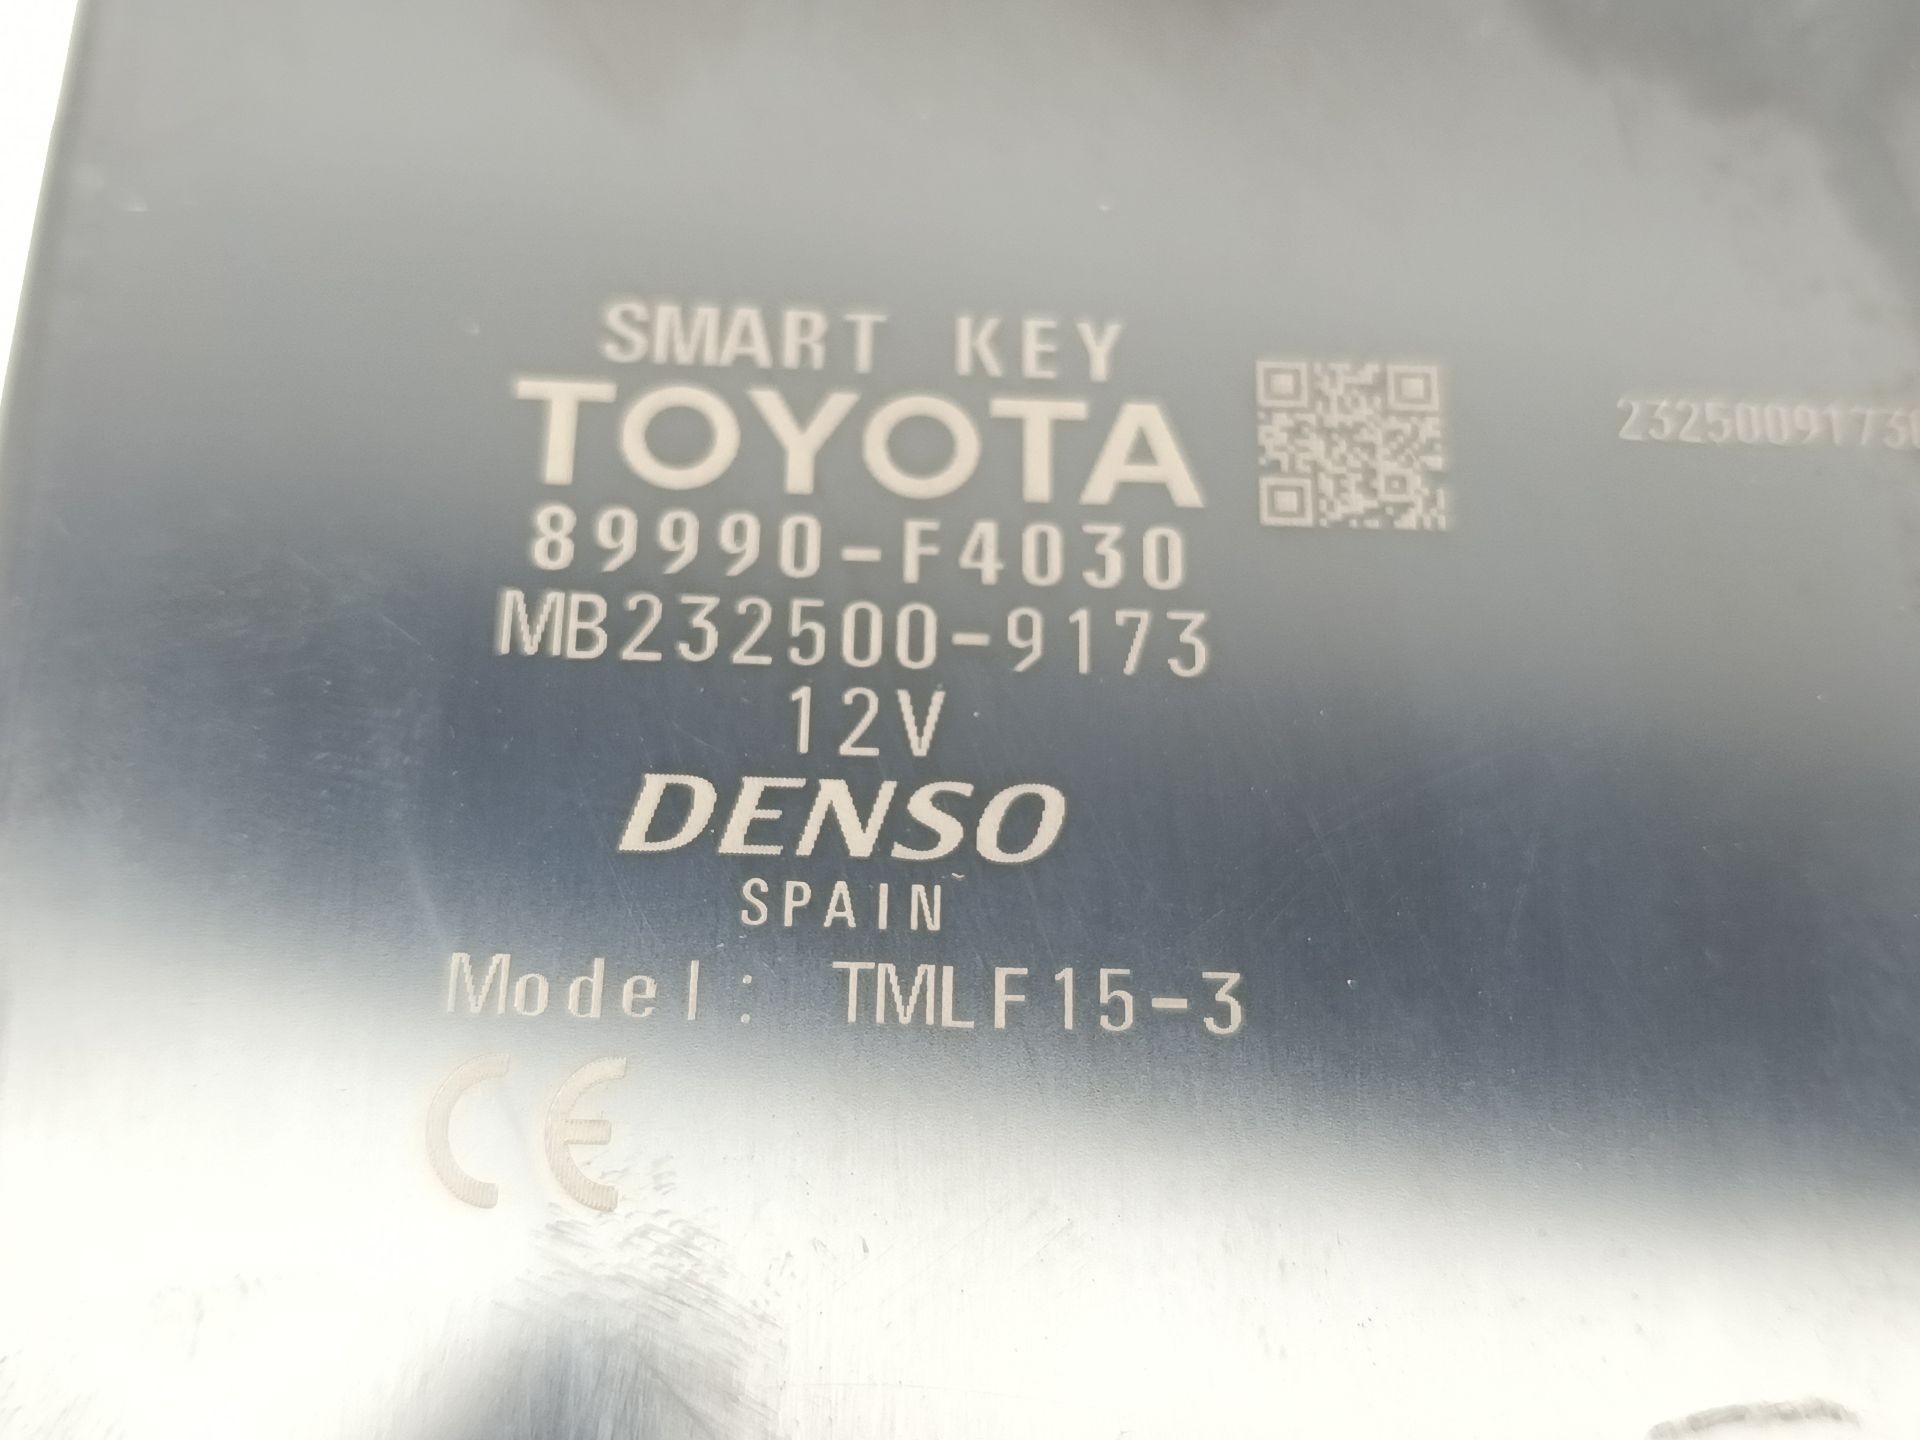 SMART KEY
TOYOTA
89990-F4030
MB232500-9173
12V
DENSO
SPAIN
Model: TMLF15-3
CE